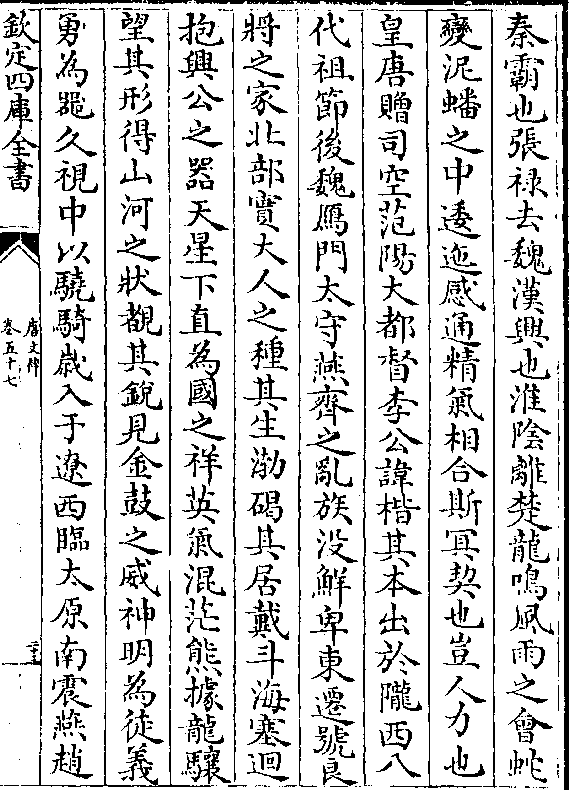 秦霸也張祿去魏漢興也淮陰離楚龍鳴風雨之會蛇
變泥蟠之中逶迤感通精氣相合斯冥契也豈人力也
皇唐贈司空范陽大都督李公諱楷其本出於隴西八
代祖節後魏鴈門太守燕齊之亂族没鮮卑東遷號良
將之家北部實大人之種其生渤碣其居戴斗海塞迴
抱興公之器天星下直為國之祥英氣混茫熊據龍驤
望其形得山河之狀覩其銳見金鼓之威神明為徒義
勇為器久視中以驍騎嵗入于遼西臨太原南震燕趙
欽定四庫全書
唐文粹
卷五十七